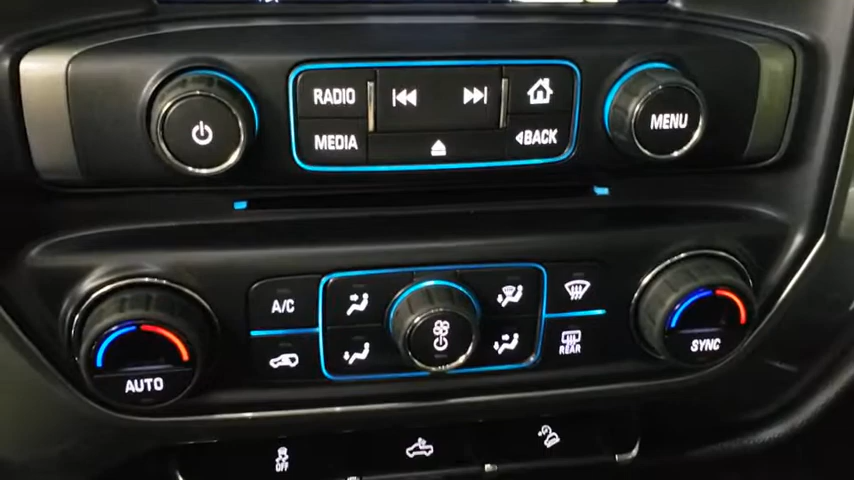 RADIO
MEDIA
BACK
MENU
A/C
AUTO
REAR
SYNC
OFF